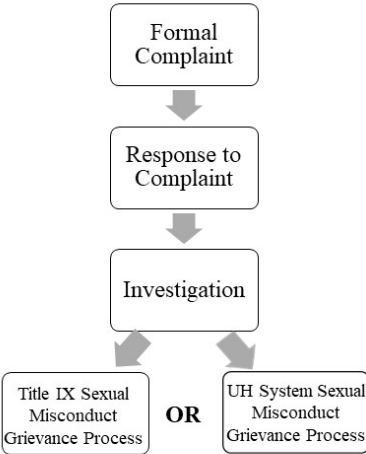 Formal
Complaint
Response to
Complaint
Investigation
Title IX Sexual
Misconduct
Grievance Process
OR
UH System Sexual
Misconduct
Grievance Process